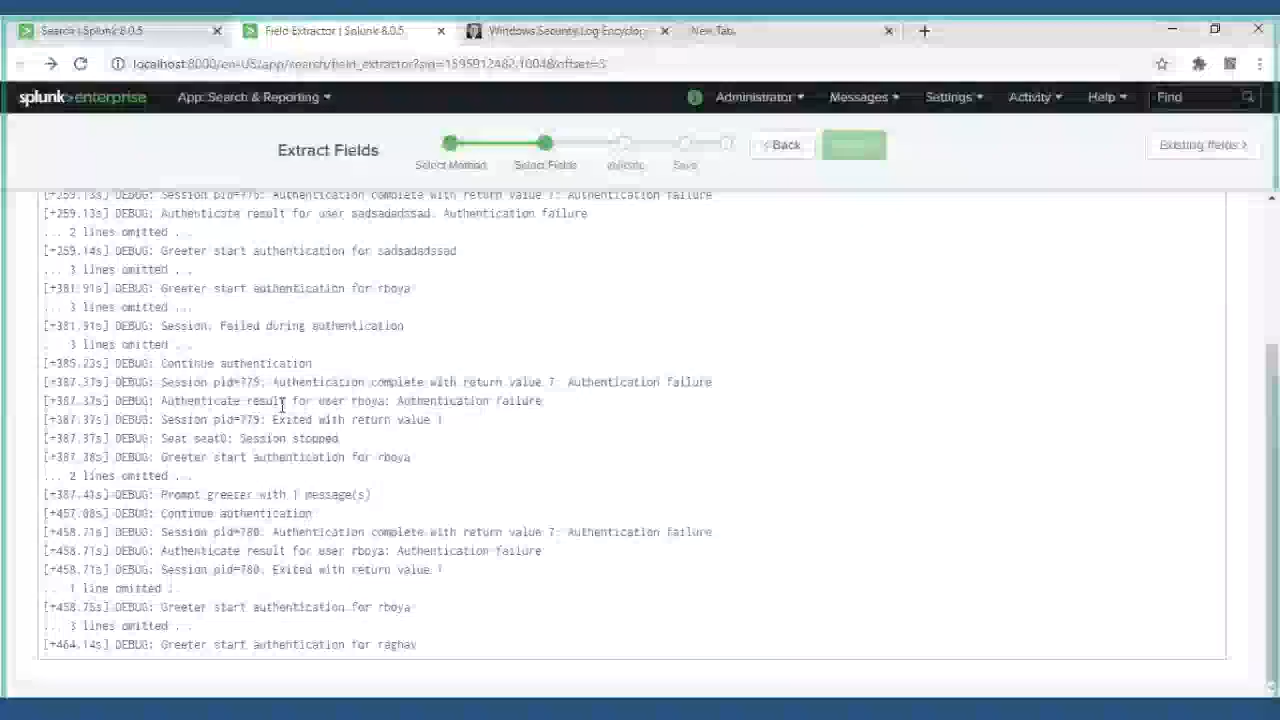 Search | Splunk 8.0.5
Field Extractor | Splunk 8.0.5
Windows Security Log Encyclop
New Tab
localhost:8000/en-US/app/search/field_extractor?sid=1595912462.10048&offset=3
splunk>enterprise
App: Search & Reporting
Administrator
Messages
Settings
Activity
Help
Find
Extract Fields
Select Method
Select Fields
Validate
Save
Back
Existing fields
[+259.13s] DEBUG: Session pid=775: Authentication complete with return value 7: Authentication failure
[+259.13s] DEBUG: Authenticate result for user sadsadsdssad: Authentication failure
... 2 lines omitted ...
[+259.14s] DEBUG: Greeter start authentication for sadsadsdssad
... 3 lines omitted ...
[+381.91s] DEBUG: Greeter start authentication for rboya
... 3 lines omitted ...
[+381.91s] DEBUG: Session: Failed during authentication
... 3 lines omitted ...
[+385.23s] DEBUG: Continue authentication
[+387.37s] DEBUG: Session pid=779: Authentication complete with return value 7: Authentication failure
[+387.37s] DEBUG: Authenticate result for user rboya: Authentication failure
[+387.37s] DEBUG: Session pid=779: Exited with return value 1
[+387.37s] DEBUG: Seat seat0: Session stopped
[+387.38s] DEBUG: Greeter start authentication for rboya
... 2 lines omitted ...
[+387.41s] DEBUG: Prompt greeter with 1 message(s)
[+457.08s] DEBUG: Continue authentication
[+458.71s] DEBUG: Session pid=780: Authentication complete with return value 7: Authentication failure
[+458.71s] DEBUG: Authenticate result for user rboya: Authentication failure
[+458.71s] DEBUG: Session pid=780: Exited with return value 1
... 1 line omitted ...
[+458.75s] DEBUG: Greeter start authentication for rboya
... 3 lines omitted ...
[+464.14s] DEBUG: Greeter start authentication for raghav